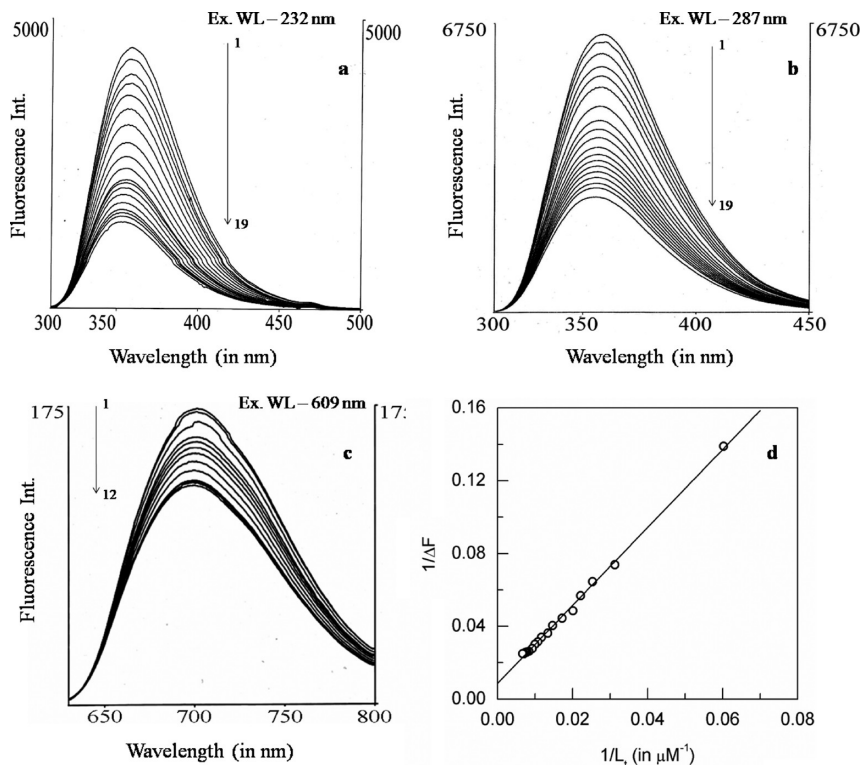 5000
Ex. WL – 232 nm
5000
1
a
Fluorescence Int.
19
300
350
400
450
500
Wavelength (in nm)
6750
Ex. WL – 287 nm
6750
1
b
Fluorescence Int.
19
300
350
400
450
Wavelength (in nm)
175
1
Ex. WL – 609 nm
c
12
Fluorescence Int.
650
700
750
800
Wavelength (in nm)
0.16
d
0.12
1/ΔF
0.08
0.04
0.00
0.00
0.02
0.04
0.06
0.08
(in μM⁻¹)